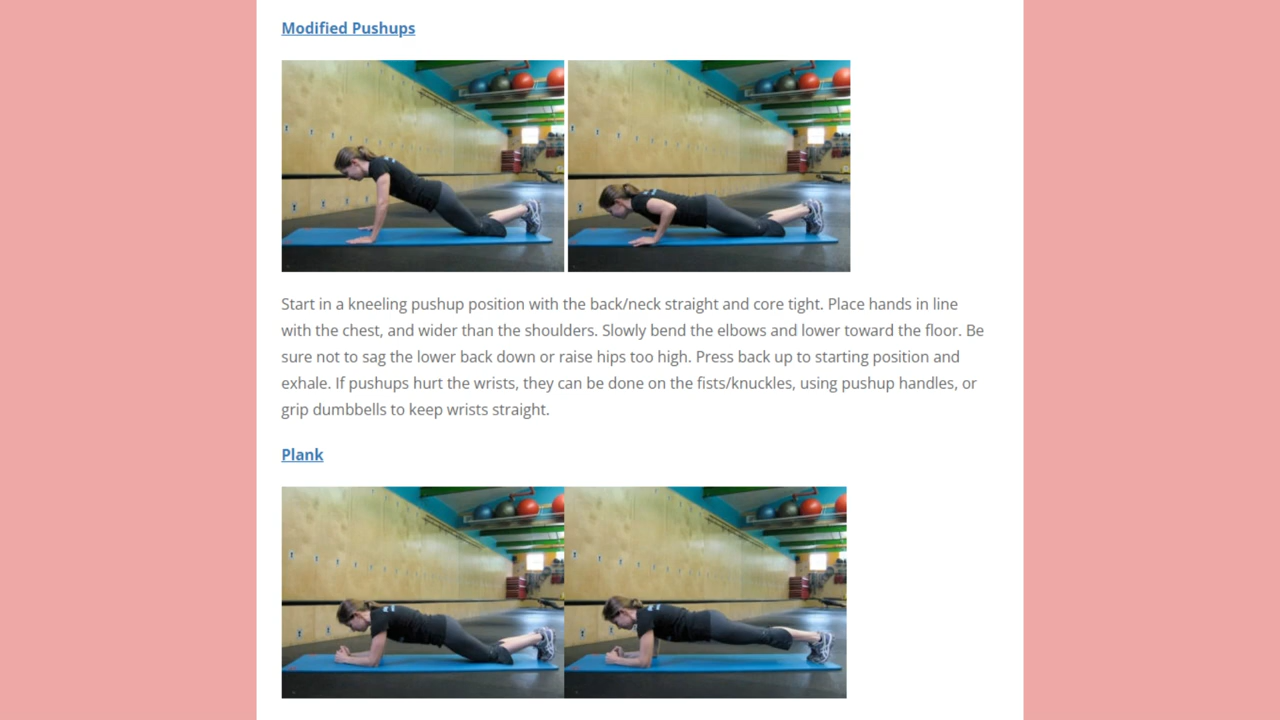 Modified Pushups
Start in a kneeling pushup position with the back/neck straight and core tight. Place hands in line
with the chest, and wider than the shoulders. Slowly bend the elbows and lower toward the floor. Be
sure not to sag the lower back down or raise hips too high. Press back up to starting position and
exhale. If pushups hurt the wrists, they can be done on the fists/knuckles, using pushup handles, or
grip dumbbells to keep wrists straight.
Plank